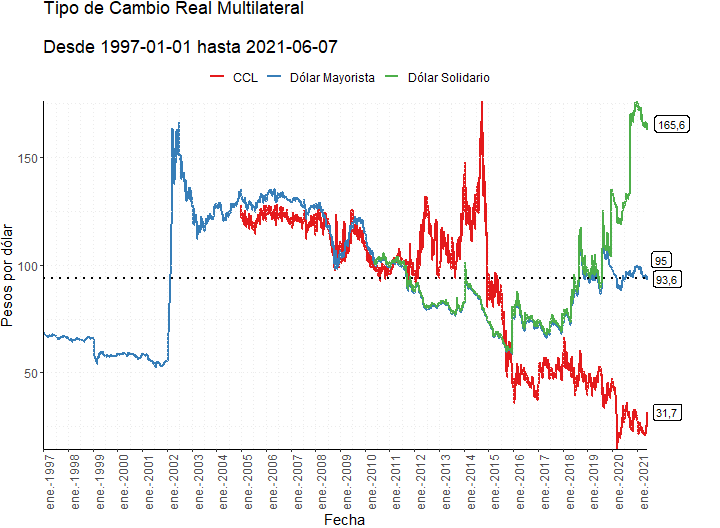 Tipo de Cambio Real Multilateral
Desde 1997-01-01 hasta 2021-06-07
CCL Dólar Mayorista Dólar Solidario
Pesos por dólar
150
100
50
165,6
95
93,6
31,7
ene.-1997
ene.-1998
ene.-1999
ene.-2000
ene.-2001
ene.-2002
ene.-2003
ene.-2004
ene.-2005
ene.-2006
ene.-2007
ene.-2008
ene.-2009
ene.-2010
ene.-2011
ene.-2012
ene.-2013
ene.-2014
ene.-2015
ene.-2016
ene.-2017
ene.-2018
ene.-2019
ene.-2020
ene.-2021
Fecha